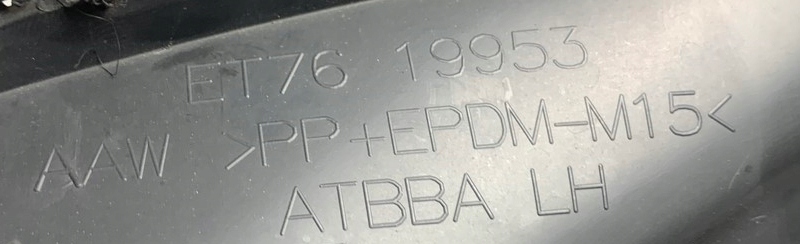 ET76 19953
AAW >PP+EPDM-M15<
ATBBA LH